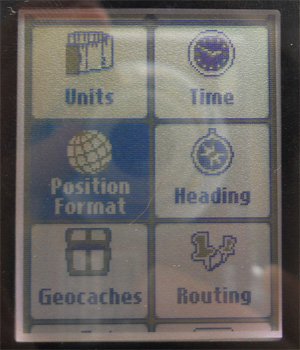 Units
Time
Position
Format
Heading
Geocaches
Routing